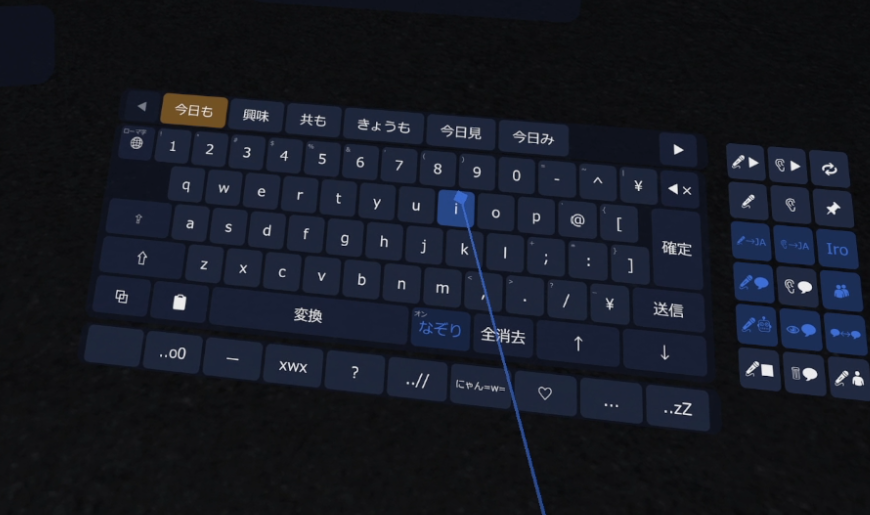 ◀ 今日も 興味 共も きょうも 今日見 今日み ▶
ローマ字 1 2 3 4 5 6 7 8 9 0 - ^ ¥ ◀×
q w e r t y u i o p @ [
⇧ a s d f g h j k l ; : ] 確定
⇧ z x c v b n m , . / ¥ 送信
変換 オン なぞり 全消去 ↑ ↓
..o0 — xwx ? ..// にゃん=w= ♡ ... ..zZ
→JA →JA Iro